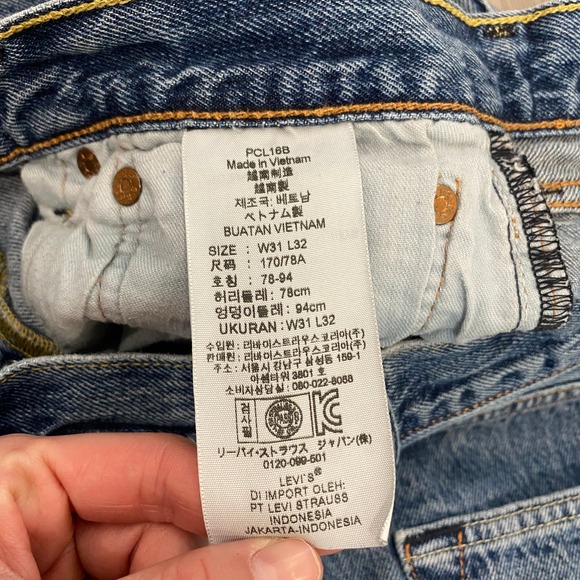 PCL16B
Made in Vietnam
越南制造
越南製
제조국: 베트남
ベトナム製
BUATAN VIETNAM
SIZE : W31 L32
尺码 : 170/78A
호칭 : 78-94
허리둘레 : 78cm
엉덩이둘레 : 94cm
UKURAN : W31 L32
수입원 : 리바이스트라우스코리아(주)
판매원 : 리바이스트라우스코리아(주)
주소 : 서울시 강남구 삼성동 159-1
아셈타워 3801 호
소비자상담실 : 080-022-8068
검사필
リーバイ・ストラウス ジャパン(株)
0120-099-501
LEVI'S®
DI IMPORT OLEH:
PT LEVI STRAUSS
INDONESIA
JAKARTA-INDONESIA